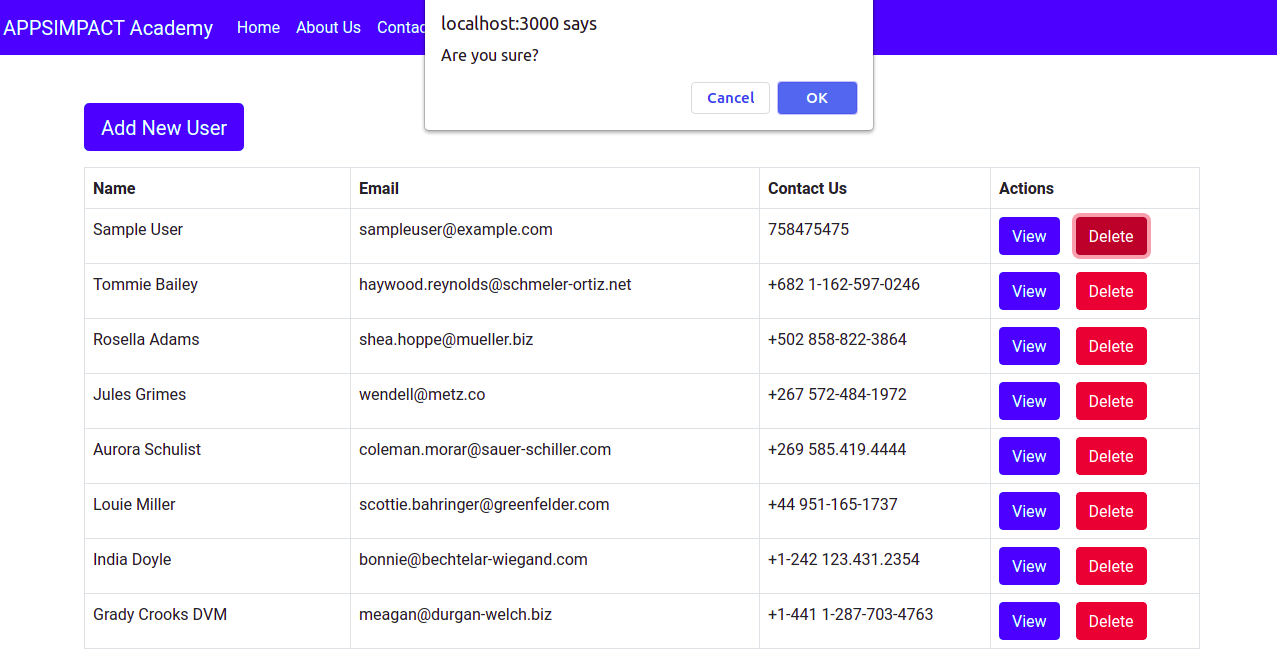 APPSIMPACT Academy Home About Us Contac
localhost:3000 says
Are you sure?
Cancel OK
Add New User
Name Email Contact Us Actions
Sample User sampleuser@example.com 758475475 View Delete
Tommie Bailey haywood.reynolds@schmeler-ortiz.net +682 1-162-597-0246 View Delete
Rosella Adams shea.hoppe@mueller.biz +502 858-822-3864 View Delete
Jules Grimes wendell@metz.co +267 572-484-1972 View Delete
Aurora Schulist coleman.morar@sauer-schiller.com +269 585.419.4444 View Delete
Louie Miller scottie.bahringer@greenfelder.com +44 951-165-1737 View Delete
India Doyle bonnie@bechtelar-wiegand.com +1-242 123.431.2354 View Delete
Grady Crooks DVM meagan@durgan-welch.biz +1-441 1-287-703-4763 View Delete